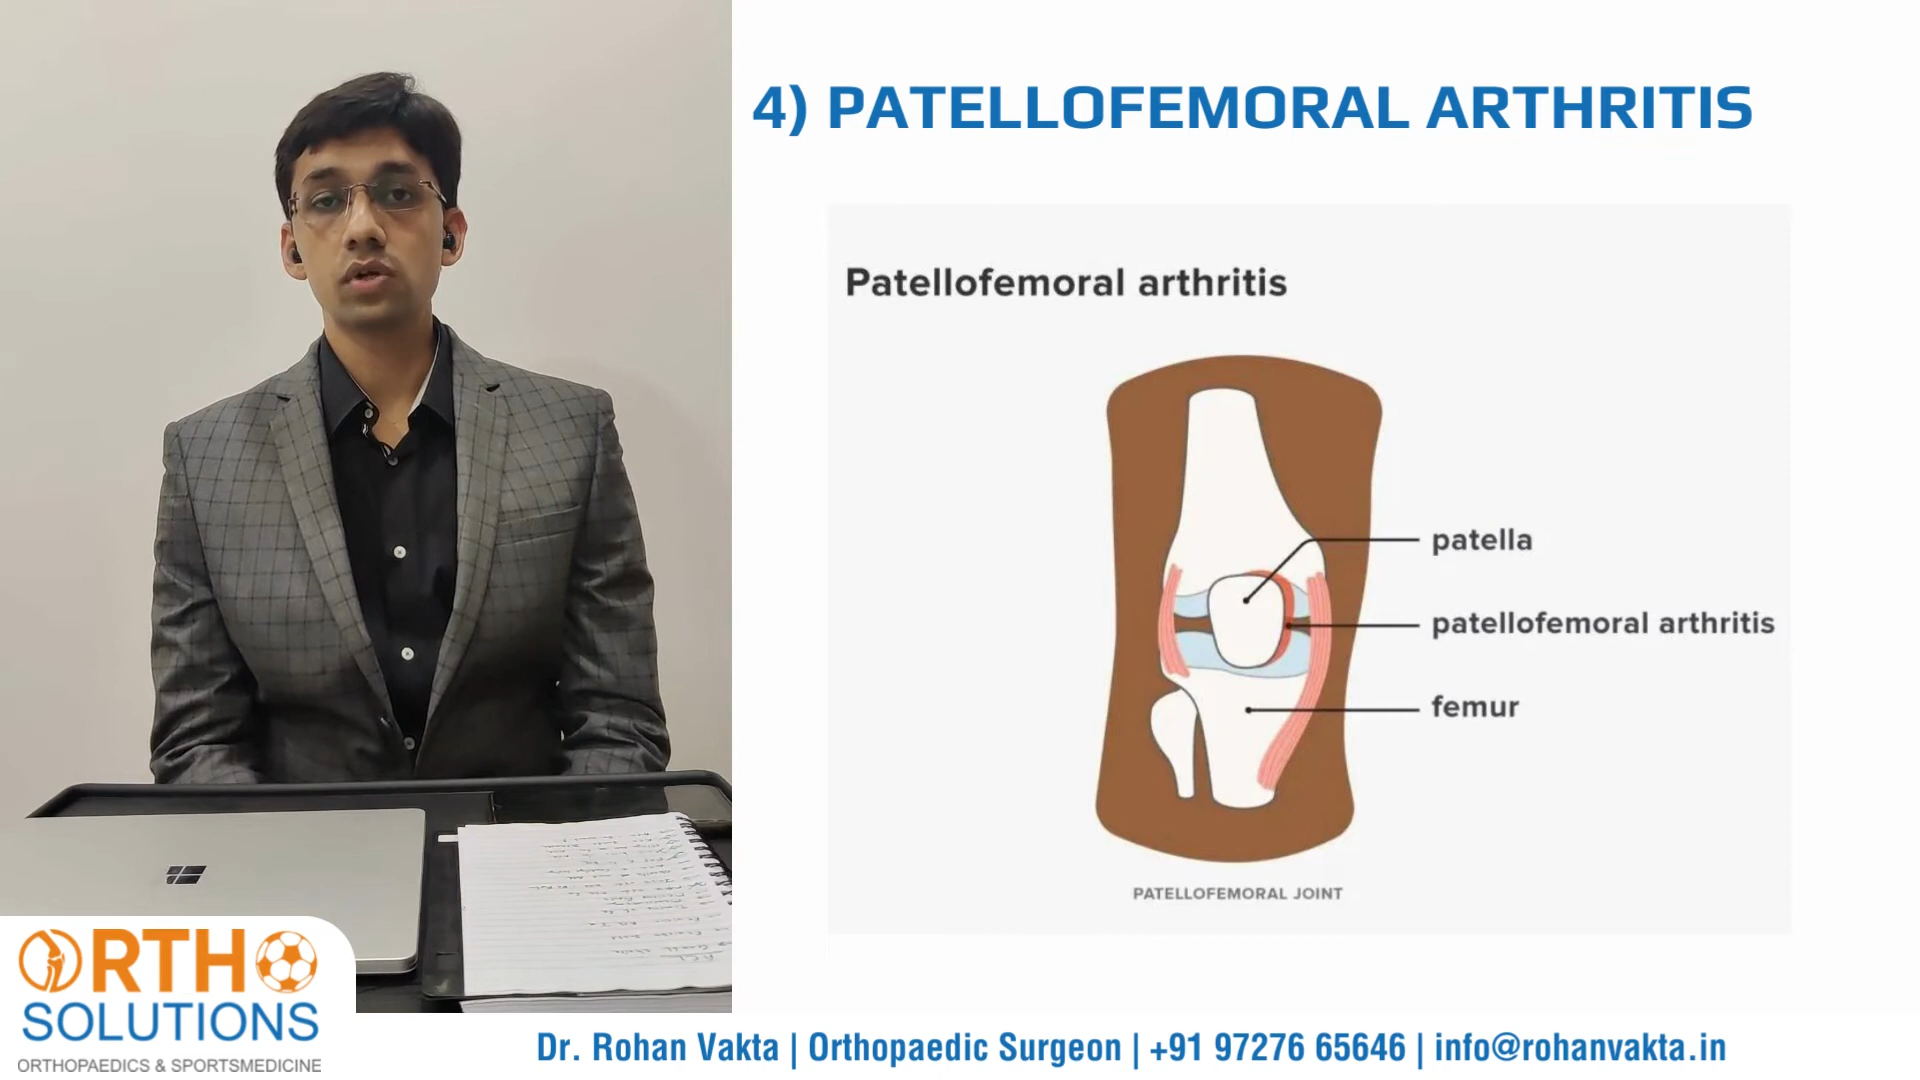 4) PATELLOFEMORAL ARTHRITIS
Patellofemoral arthritis
patella
patellofemoral arthritis
femur
PATELLOFEMORAL JOINT
ORTHO
SOLUTIONS
ORTHOPAEDICS & SPORTSMEDICINE
Dr. Rohan Vakta | Orthopaedic Surgeon | +91 97276 65646 | info@rohanvakta.in